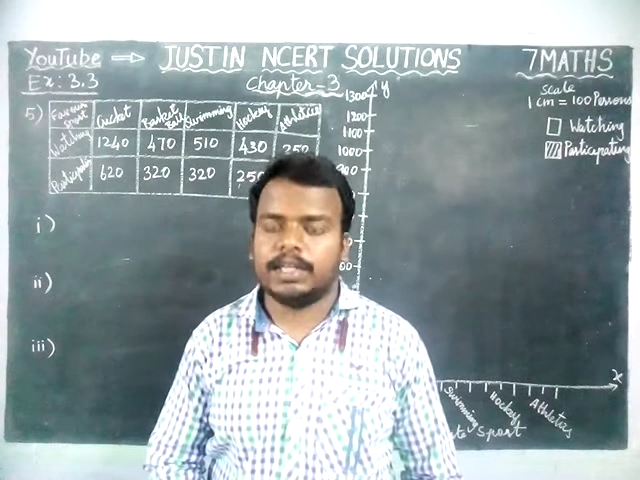 YouTube ⟹ JUSTIN NCERT SOLUTIONS 7MATHS
Ex: 3.3 Chapter-3
5) Favourite Sport Cricket Basket Ball Swimming Hockey Athletics
Watching 1240 470 510 430 250
Participating 620 320 320 250
i)
ii)
iii)
y
1300
1200
1100
1000
900
scale
1 cm = 100 Persons
Watching
Participating
x
Swimming Hockey Athletics
Sport